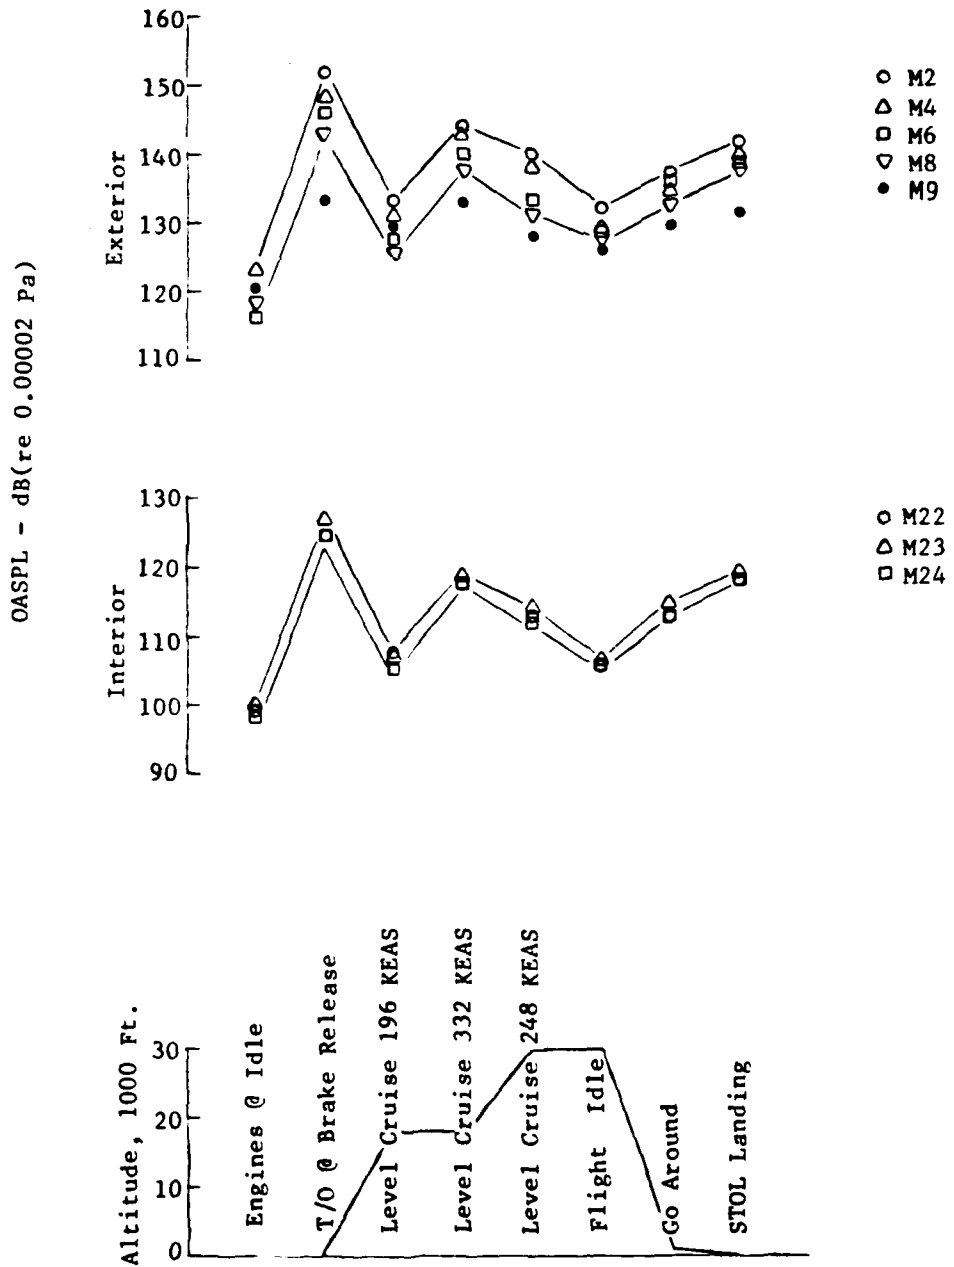 OASPL - dB(re 0.00002 Pa)
Exterior
160
150
140
130
120
110
M2
M4
M6
M8
M9
Interior
130
120
110
100
90
M22
M23
M24
Altitude, 1000 Ft.
30
20
10
0
Engines @ Idle
T/O @ Brake Release
Level Cruise 196 KEAS
Level Cruise 332 KEAS
Level Cruise 248 KEAS
Flight Idle
Go Around
STOL Landing